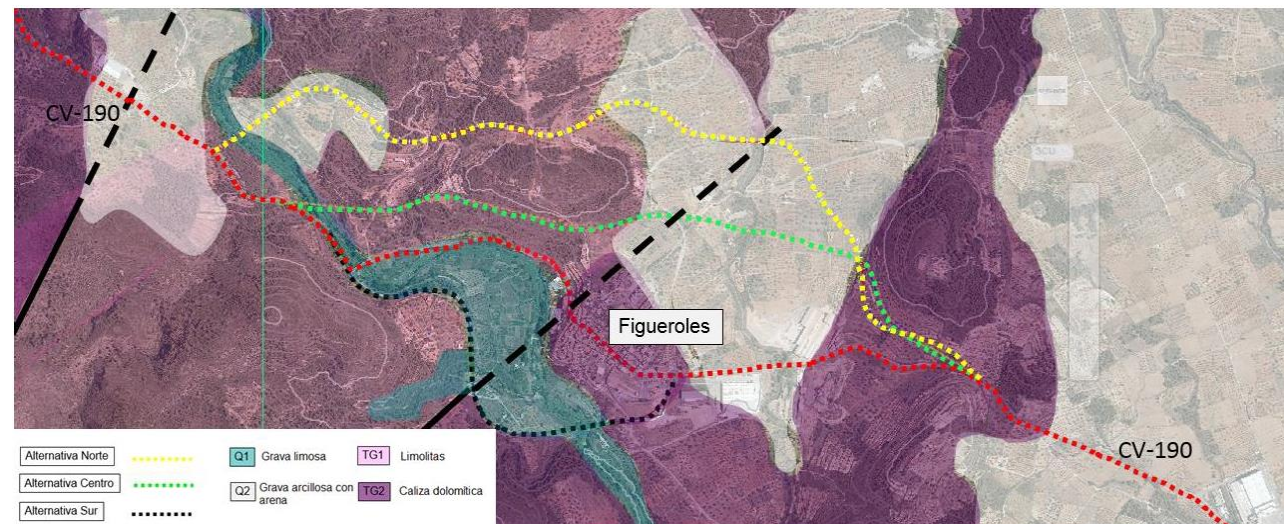 CV-190
Figueroles
CV-190
Alternativa Norte
Alternativa Centro
Alternativa Sur
Q1 Grava limosa
Q2 Grava arcillosa con
arena
TG1 Limolitas
TG2 Caliza dolomítica